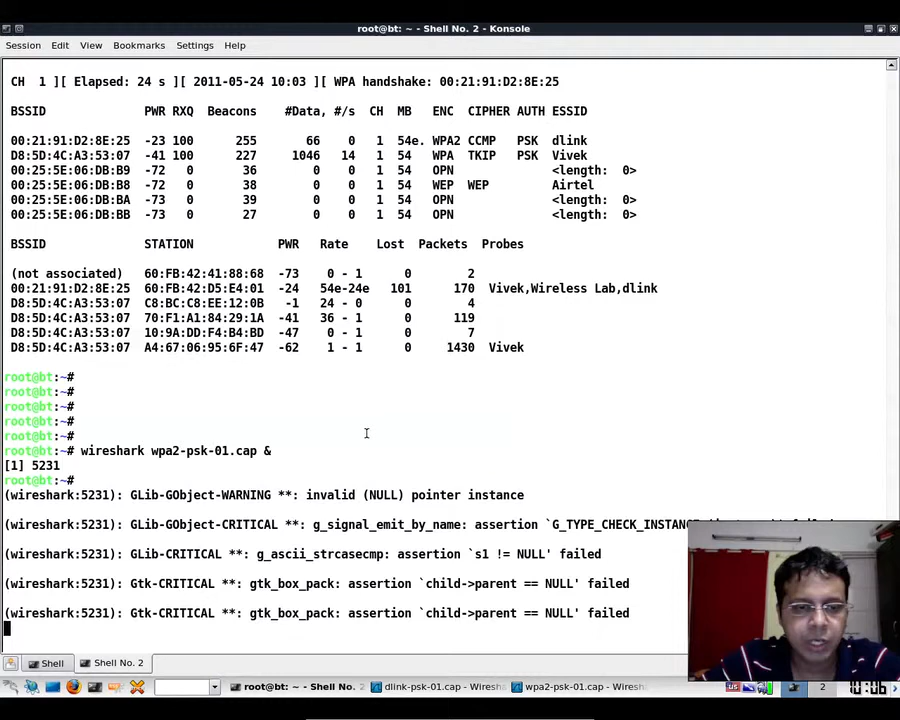 root@bt: ~ - Shell No. 2 - Konsole
Session Edit View Bookmarks Settings Help
CH 1 ][ Elapsed: 24 s ][ 2011-05-24 10:03 ][ WPA handshake: 00:21:91:D2:8E:25
BSSID PWR RXQ Beacons #Data, #/s CH MB ENC CIPHER AUTH ESSID
00:21:91:D2:8E:25 -23 100 255 66 0 1 54e. WPA2 CCMP PSK dlink
D8:5D:4C:A3:53:07 -41 100 227 1046 14 1 54 WPA TKIP PSK Vivek
00:25:5E:06:DB:B9 -72 0 36 0 0 1 54 OPN <length: 0>
00:25:5E:06:DB:B8 -72 0 38 0 0 1 54 WEP WEP Airtel
00:25:5E:06:DB:BA -73 0 39 0 0 1 54 OPN <length: 0>
00:25:5E:06:DB:BB -73 0 27 0 0 1 54 OPN <length: 0>
BSSID STATION PWR Rate Lost Packets Probes
(not associated) 60:FB:42:41:88:68 -73 0 - 1 0 2
00:21:91:D2:8E:25 60:FB:42:D5:E4:01 -24 54e-24e 101 170 Vivek,Wireless Lab,dlink
D8:5D:4C:A3:53:07 C8:BC:C8:EE:12:0B -1 24 - 0 0 4
D8:5D:4C:A3:53:07 70:F1:A1:84:29:1A -41 36 - 1 0 119
D8:5D:4C:A3:53:07 10:9A:DD:F4:B4:BD -47 0 - 1 0 7
D8:5D:4C:A3:53:07 A4:67:06:95:6F:47 -62 1 - 1 0 1430 Vivek
root@bt:~#
root@bt:~#
root@bt:~#
root@bt:~#
root@bt:~#
root@bt:~# wireshark wpa2-psk-01.cap &
[1] 5231
root@bt:~#
(wireshark:5231): GLib-GObject-WARNING **: invalid (NULL) pointer instance
(wireshark:5231): GLib-GObject-CRITICAL **: g_signal_emit_by_name: assertion `G_TYPE_CHECK_INSTANCE
(wireshark:5231): GLib-CRITICAL **: g_ascii_strcasecmp: assertion `s1 != NULL' failed
(wireshark:5231): Gtk-CRITICAL **: gtk_box_pack: assertion `child->parent == NULL' failed
(wireshark:5231): Gtk-CRITICAL **: gtk_box_pack: assertion `child->parent == NULL' failed
Shell Shell No. 2
root@bt: ~ - Shell No. 2 dlink-psk-01.cap - Wiresha wpa2-psk-01.cap - Wiresh US 2 10:06